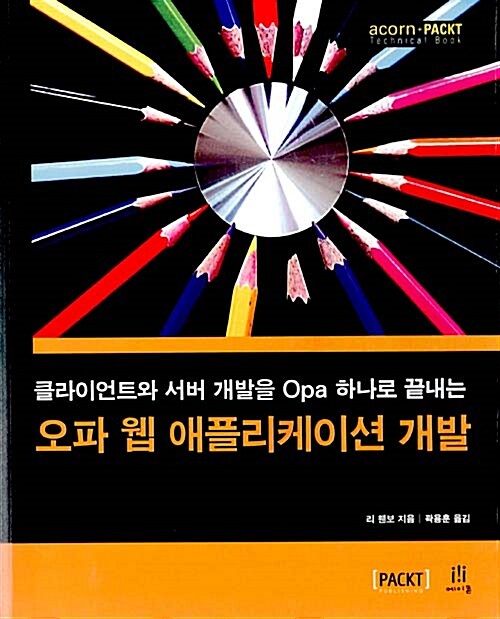 acorn·PACKT
Technical Book
클라이언트와 서버 개발을 Opa 하나로 끝내는
오파 웹 애플리케이션 개발
리 웬보 지음 | 곽용훈 옮김
[PACKT]
PUBLISHING
에이콘